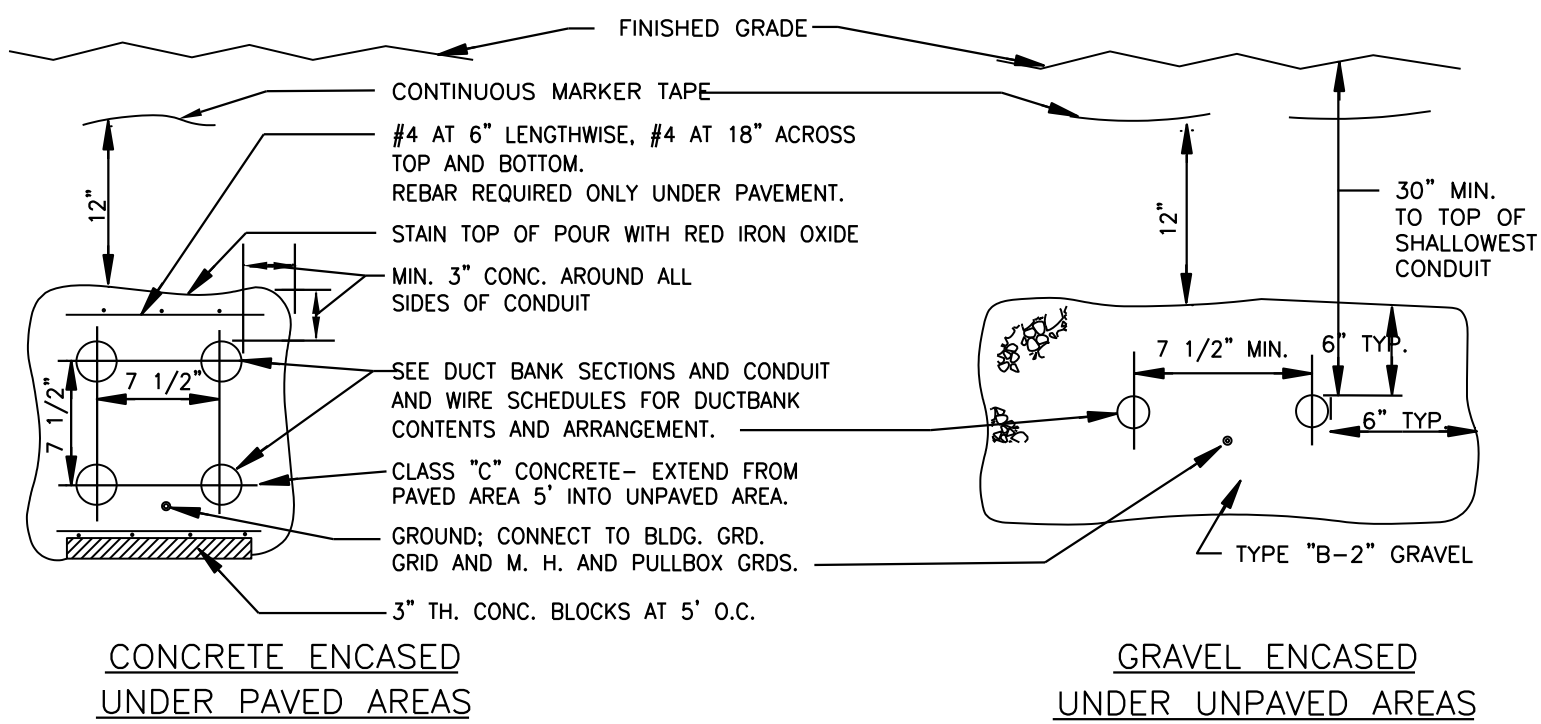 FINISHED GRADE
CONTINUOUS MARKER TAPE
#4 AT 6" LENGTHWISE, #4 AT 18" ACROSS
TOP AND BOTTOM.
REBAR REQUIRED ONLY UNDER PAVEMENT.
STAIN TOP OF POUR WITH RED IRON OXIDE
MIN. 3" CONC. AROUND ALL
SIDES OF CONDUIT
SEE DUCT BANK SECTIONS AND CONDUIT
AND WIRE SCHEDULES FOR DUCTBANK
CONTENTS AND ARRANGEMENT.
CLASS "C" CONCRETE– EXTEND FROM
PAVED AREA 5' INTO UNPAVED AREA.
GROUND; CONNECT TO BLDG. GRD.
GRID AND M. H. AND PULLBOX GRDS.
3" TH. CONC. BLOCKS AT 5' O.C.
12"
7 1/2"
7 1/2"
CONCRETE ENCASED
UNDER PAVED AREAS
12"
30" MIN.
TO TOP OF
SHALLOWEST
CONDUIT
7 1/2" MIN.
6" TYP.
6" TYP.
TYPE "B-2" GRAVEL
GRAVEL ENCASED
UNDER UNPAVED AREAS